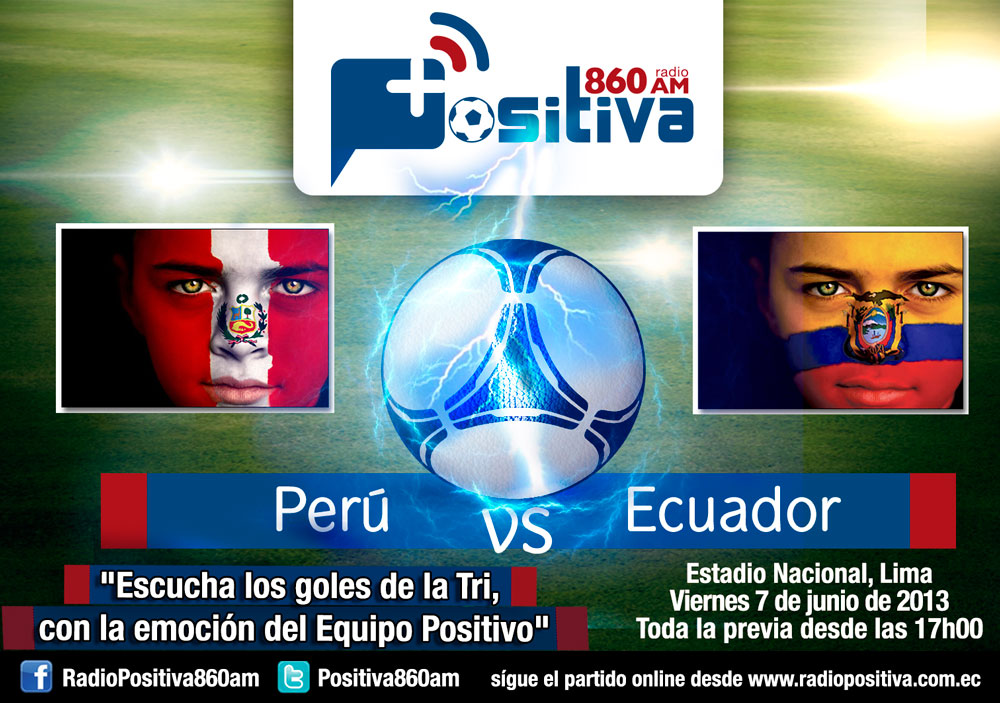 Positiva
860 AM
radio
Perú
vs
Ecuador
"Escucha los goles de la Tri,
con la emoción del Equipo Positivo"
Estadio Nacional, Lima
Viernes 7 de junio de 2013
Toda la previa desde las 17h00
RadioPositiva860am
Positiva860am
sígue el partido online desde www.radiopositiva.com.ec